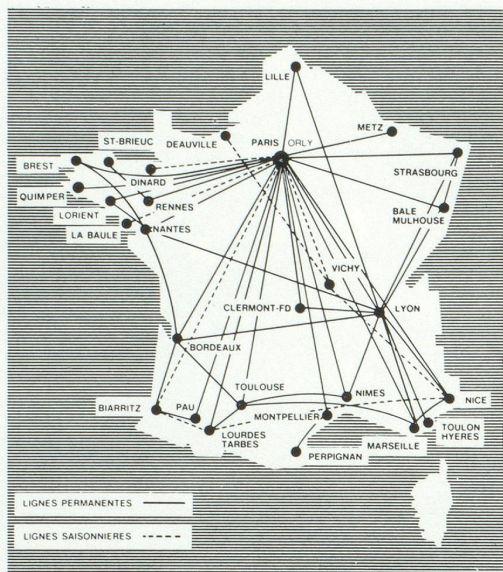 LILLE
METZ
ST-BRIEUC
DEAUVILLE
PARIS ORLY
BREST
STRASBOURG
DINARD
QUIMPER
RENNES
BALE
MULHOUSE
LORIENT
NANTES
LA BAULE
VICHY
CLERMONT-FD
LYON
BORDEAUX
TOULOUSE
NIMES
NICE
BIARRITZ
PAU
MONTPELLIER
TOULON
HYERES
LOURDES
TARBES
MARSEILLE
PERPIGNAN
LIGNES PERMANENTES
LIGNES SAISONNIERES